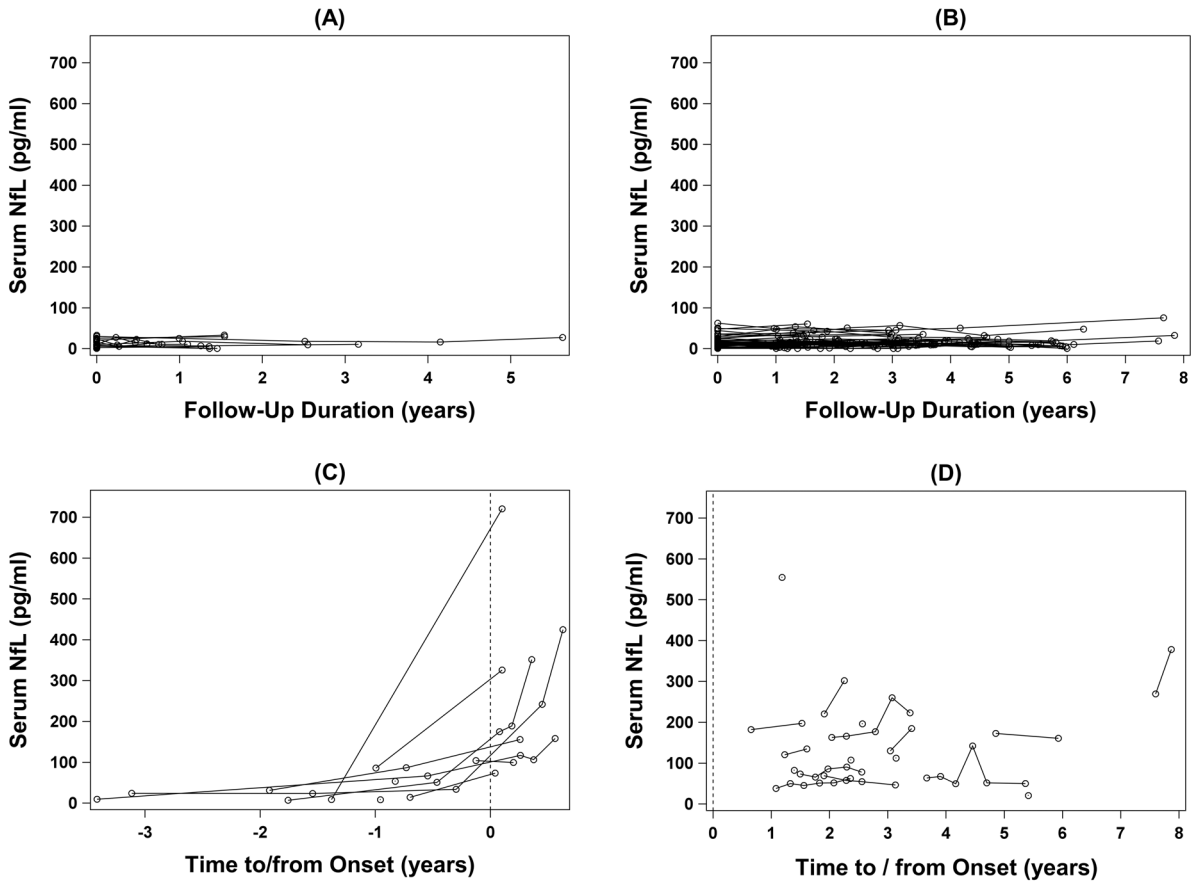 (A)
Serum NfL (pg/ml)
700
600
500
400
300
200
100
0
0 1 2 3 4 5
Follow-Up Duration (years)
(B)
Serum NfL (pg/ml)
700
600
500
400
300
200
100
0
0 1 2 3 4 5 6 7 8
Follow-Up Duration (years)
(C)
Serum NfL (pg/ml)
700
600
500
400
300
200
100
0
-3 -2 -1 0
Time to/from Onset (years)
(D)
Serum NfL (pg/ml)
700
600
500
400
300
200
100
0
0 1 2 3 4 5 6 7 8
Time to / from Onset (years)